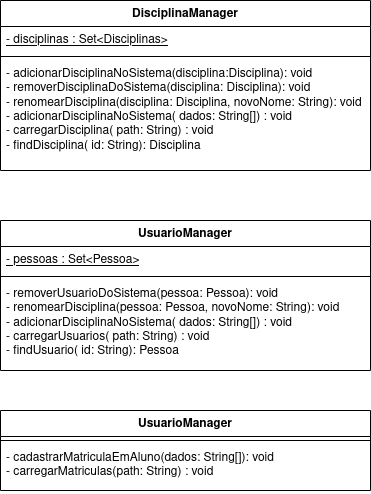 DisciplinaManager
- disciplinas : Set<Disciplinas>
- adicionarDisciplinaNoSistema(disciplina:Disciplina): void
- removerDisciplinaDoSistema(disciplina: Disciplina): void
- renomearDisciplina(disciplina: Disciplina, novoNome: String): void
- adicionarDisciplinaNoSistema( dados: String[]) : void
- carregarDisciplina( path: String) : void
- findDisciplina( id: String): Disciplina
UsuarioManager
- pessoas : Set<Pessoa>
- removerUsuarioDoSistema(pessoa: Pessoa): void
- renomearDisciplina(pessoa: Pessoa, novoNome: String): void
- adicionarDisciplinaNoSistema( dados: String[]) : void
- carregarUsuarios( path: String) : void
- findUsuario( id: String): Pessoa
UsuarioManager
- cadastrarMatriculaEmAluno(dados: String[]): void
- carregarMatriculas(path: String) : void